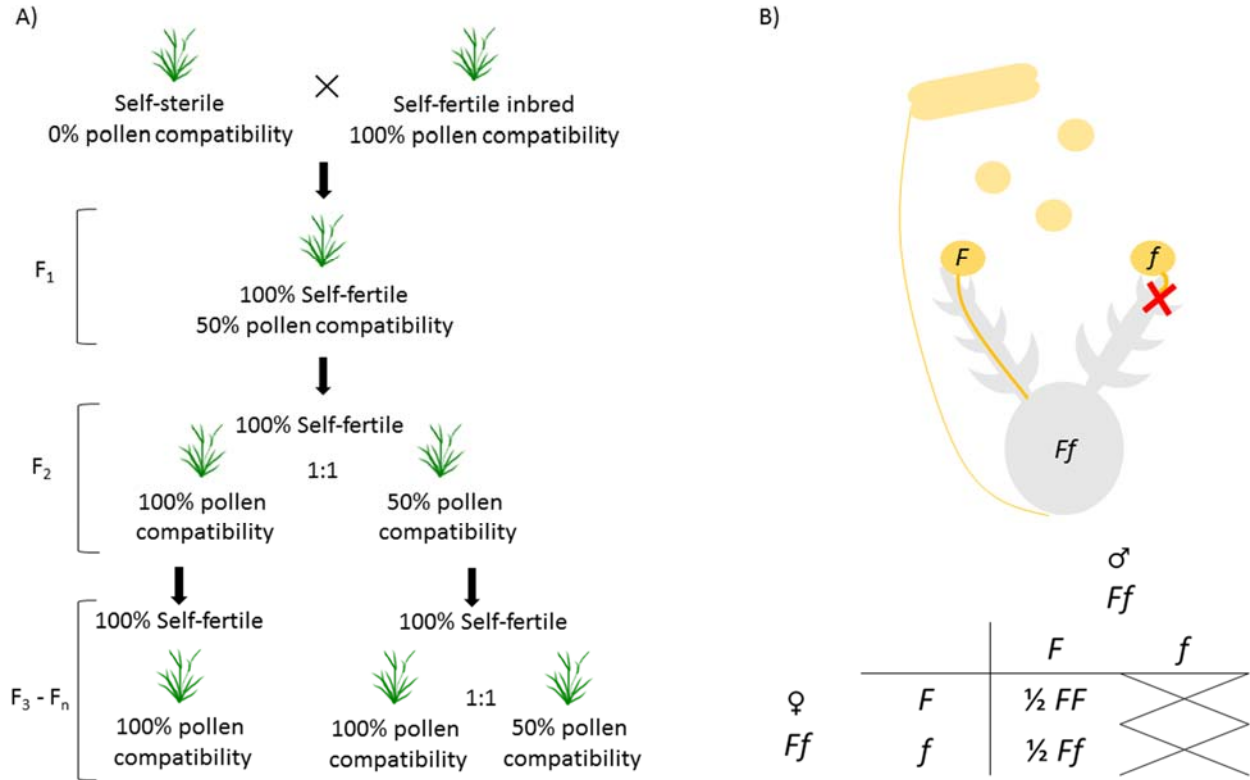 A)
Self-sterile
0% pollen compatibility
×
Self-fertile inbred
100% pollen compatibility
F1
100% Self-fertile
50% pollen compatibility
F2
100% Self-fertile
1:1
100% pollen
compatibility
50% pollen
compatibility
F3 - Fn
100% Self-fertile
100% pollen
compatibility
100% Self-fertile
1:1
100% pollen
compatibility
50% pollen
compatibility
B)
F
f
Ff
♂
Ff
F f
♀
Ff
F ½ FF
f ½ Ff